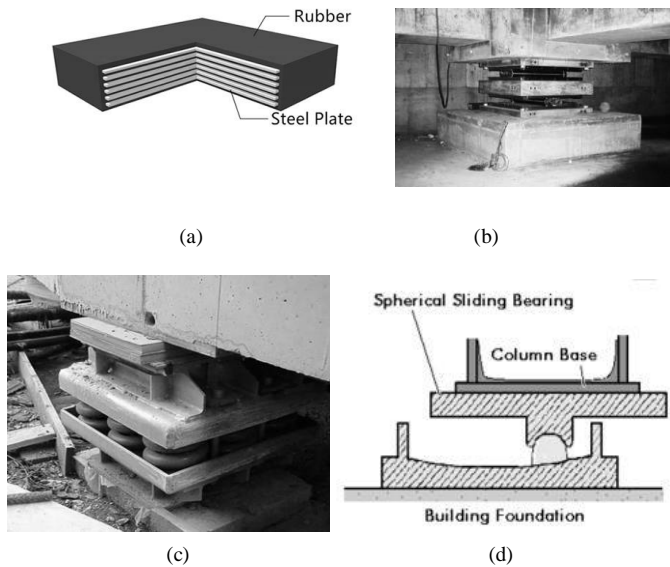 Rubber
Steel Plate
(a)
(b)
Spherical Sliding Bearing
Column Base
Building Foundation
(c)
(d)